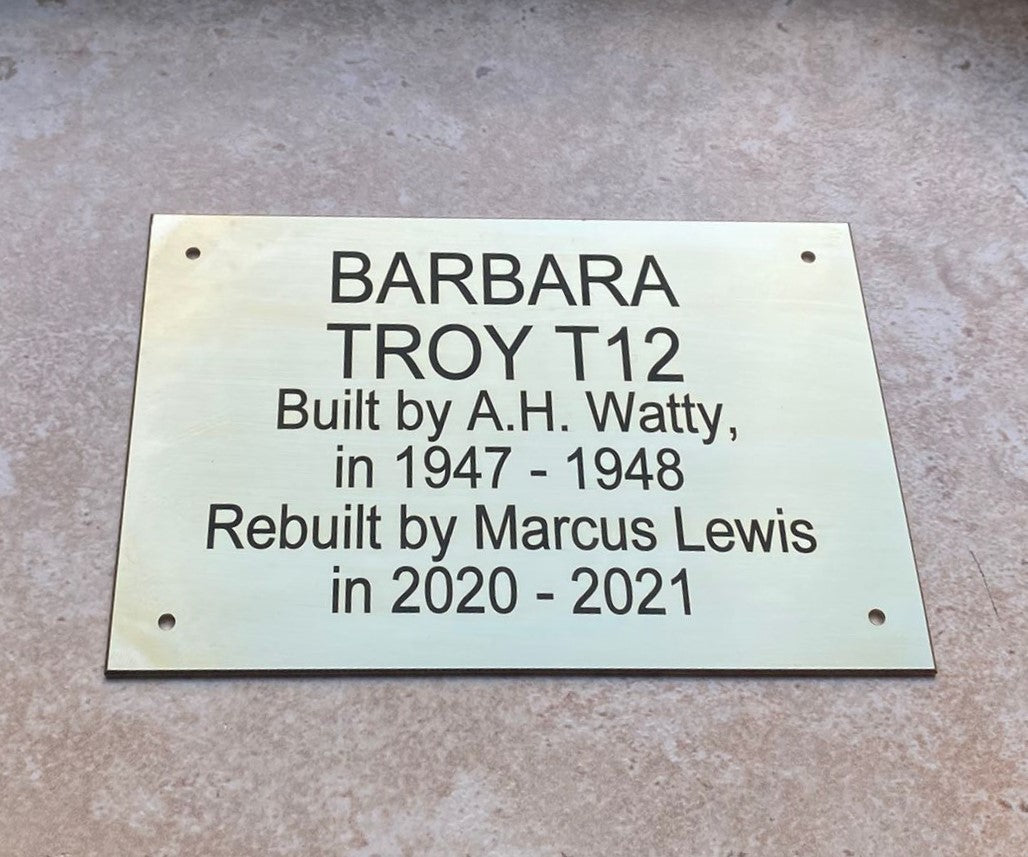 BARBARA
TROY T12
Built by A.H. Watty,
in 1947 - 1948
Rebuilt by Marcus Lewis
in 2020 - 2021